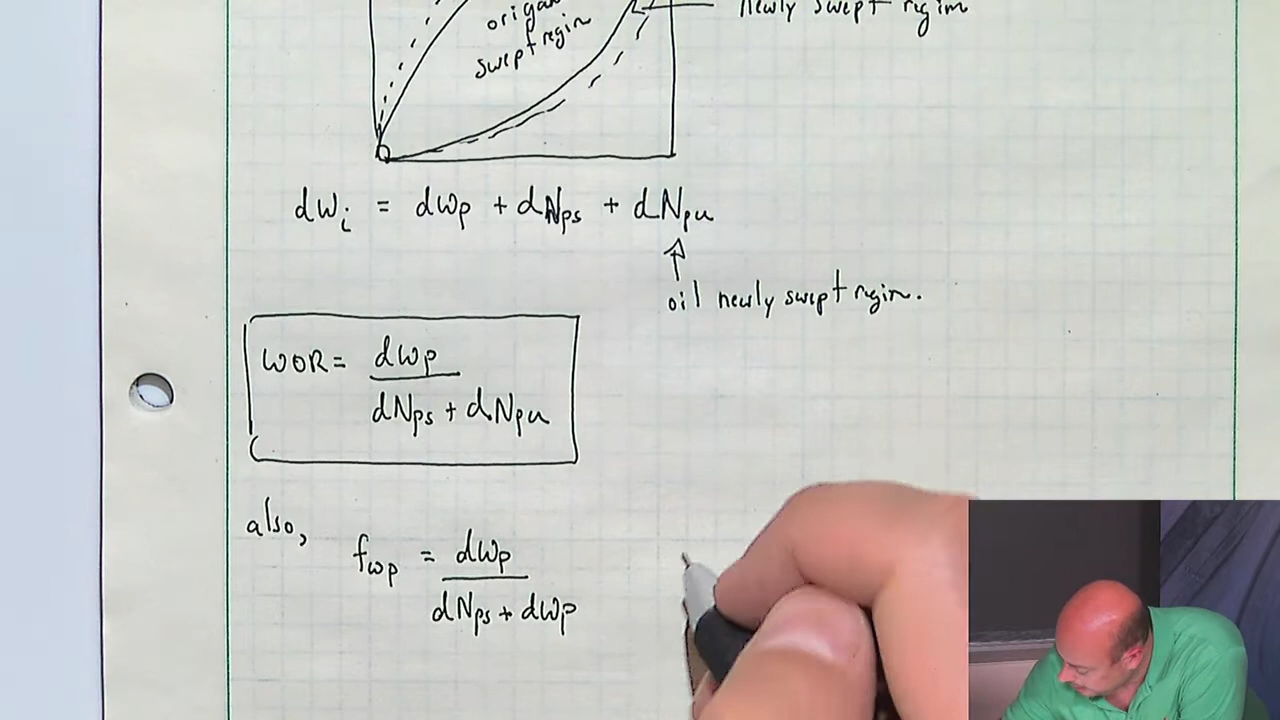 newly swept region
origan
swept region
dWi = dWp + dNps + dNpu
oil newly swept region.
WOR = dWp / dNps + dNpu
also,
fwp = dWp / dNps + dWp